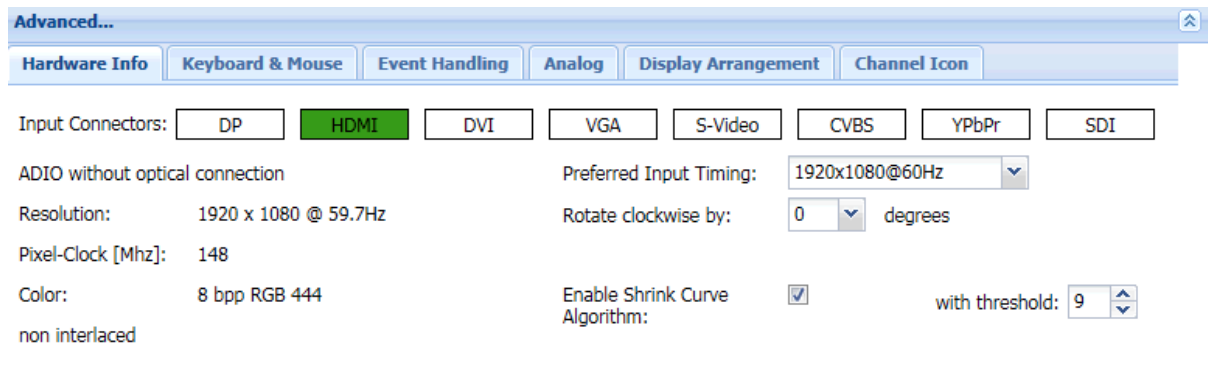 Advanced...
Hardware Info Keyboard & Mouse Event Handling Analog Display Arrangement Channel Icon
Input Connectors: DP HDMI DVI VGA S-Video CVBS YPbPr SDI
ADIO without optical connection Preferred Input Timing: 1920x1080@60Hz
Resolution: 1920 x 1080 @ 59.7Hz Rotate clockwise by: 0 degrees
Pixel-Clock [Mhz]: 148
Color: 8 bpp RGB 444 Enable Shrink Curve with threshold: 9
Algorithm:
non interlaced